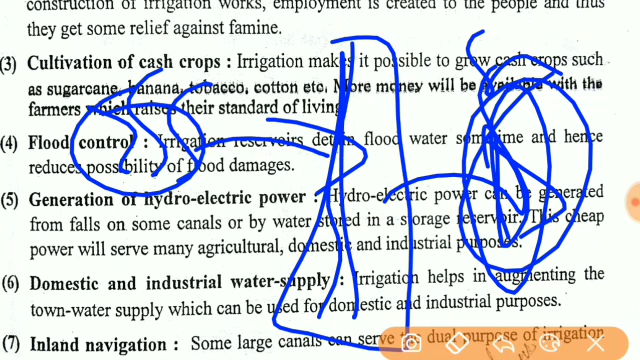 construction of irrigation works, employment is created to the people and thus
they get some relief against famine.
(3) Cultivation of cash crops : Irrigation makes it possible to grow cash crops such
as sugarcane, banana, tobacco, cotton etc. More money will be available with the
farmers which raises their standard of living
(4) Flood control : Irrigation reservoirs detain flood water sometime and hence
reduces possibility of flood damages.
(5) Generation of hydro-electric power : Hydro-electric power can be generated
from falls on some canals or by water stored in a storage reservoir. This cheap
power will serve many agricultural, domestic and industrial purposes.
(6) Domestic and industrial water-supply : Irrigation helps in augmenting the
town-water supply which can be used for domestic and industrial purposes.
(7) Inland navigation : Some large canals can serve the dual purpose of irrigation